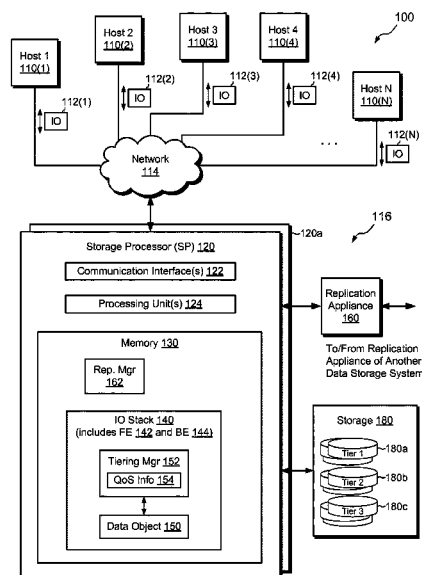 100
Host 1
110(1)
Host 2
110(2)
Host 3
110(3)
Host 4
110(4)
Host N
110(N)
112(1)
IO
112(2)
IO
112(3)
IO
112(4)
IO
. . .
112(N)
IO
Network
114
116
120a
Storage Processor (SP) 120
Communication Interface(s) 122
Processing Unit(s) 124
Memory 130
Rep. Mgr
162
IO Stack 140
(includes FE 142 and BE 144)
Tiering Mgr 152
QoS Info 154
Data Object 150
Replication
Appliance
160
To/From Replication
Appliance of Another
Data Storage System
Storage 180
Tier 1
180a
Tier 2
180b
Tier 3
180c